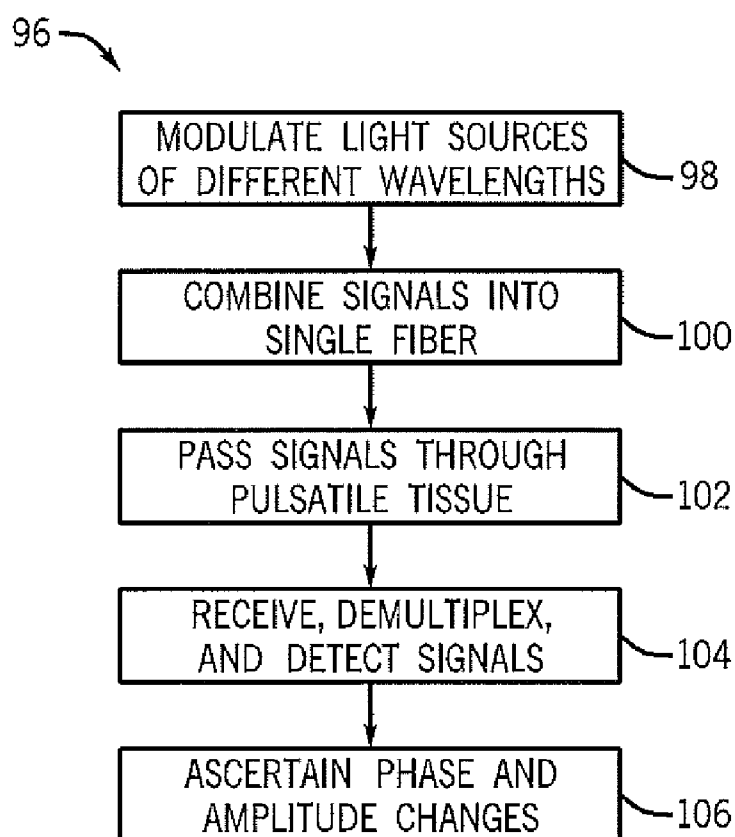 96
MODULATE LIGHT SOURCES
OF DIFFERENT WAVELENGTHS
98
COMBINE SIGNALS INTO
SINGLE FIBER
100
PASS SIGNALS THROUGH
PULSATILE TISSUE
102
RECEIVE, DEMULTIPLEX,
AND DETECT SIGNALS
104
ASCERTAIN PHASE AND
AMPLITUDE CHANGES
106